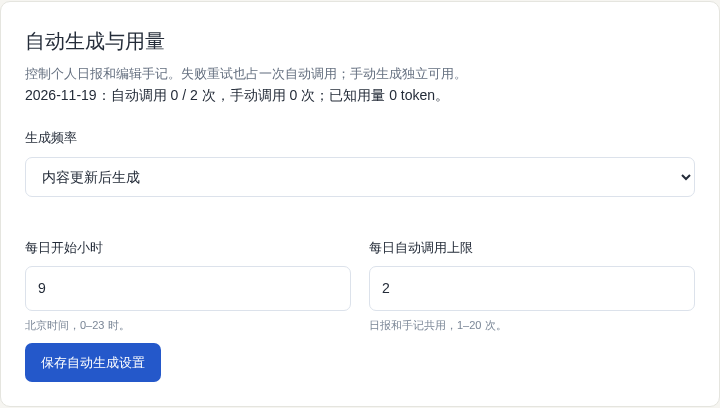 自动生成与用量
控制个人日报和编辑手记。失败重试也占一次自动调用；手动生成独立可用。
2026-11-19：自动调用 0 / 2 次，手动调用 0 次；已知用量 0 token。
生成频率
内容更新后生成
每日开始小时
每日自动调用上限
9
2
北京时间，0–23 时。
日报和手记共用，1–20 次。
保存自动生成设置